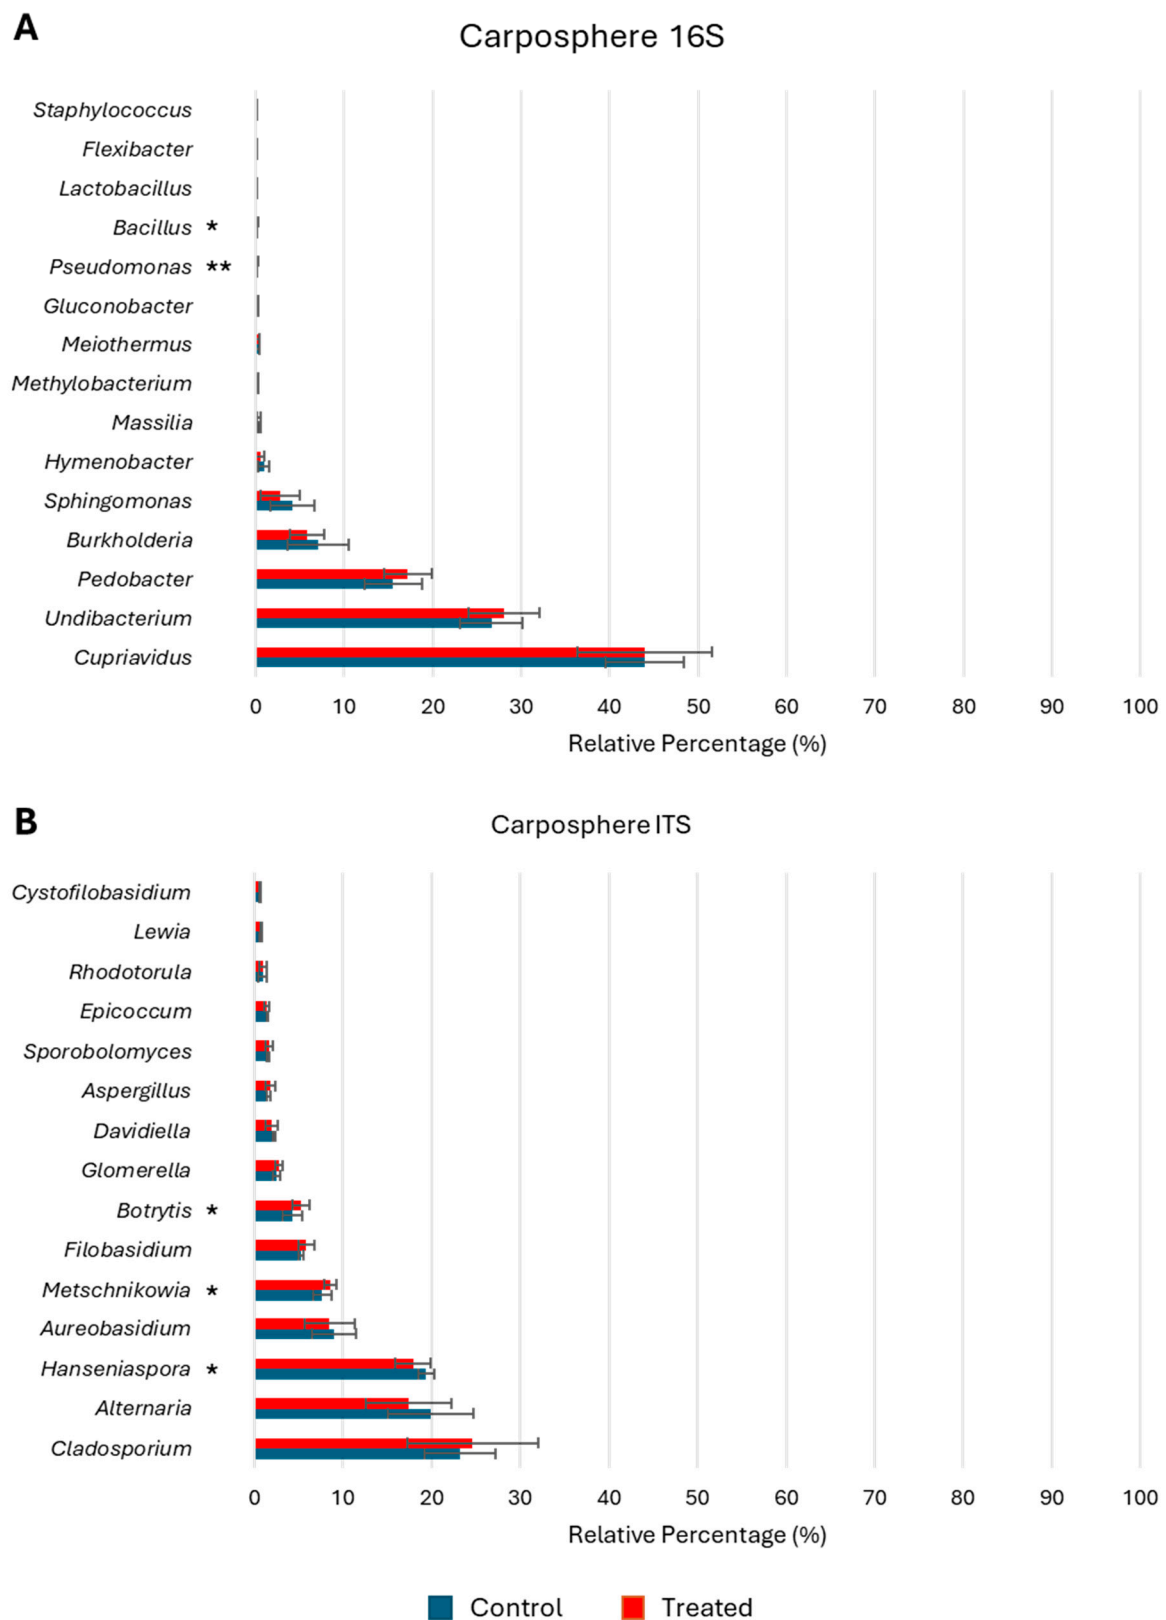 A
Carposphere 16S
Staphylococcus
Flexibacter
Lactobacillus
Bacillus *
Pseudomonas **
Gluconobacter
Meiothermus
Methylobacterium
Massilia
Hymenobacter
Sphingomonas
Burkholderia
Pedobacter
Undibacterium
Cupriavidus
0 10 20 30 40 50 60 70 80 90 100
Relative Percentage (%)
B
Carposphere ITS
Cystofilobasidium
Lewia
Rhodotorula
Epicoccum
Sporobolomyces
Aspergillus
Davidiella
Glomerella
Botrytis *
Filobasidium
Metschnikowia *
Aureobasidium
Hanseniaspora *
Alternaria
Cladosporium
0 10 20 30 40 50 60 70 80 90 100
Relative Percentage (%)
Control Treated